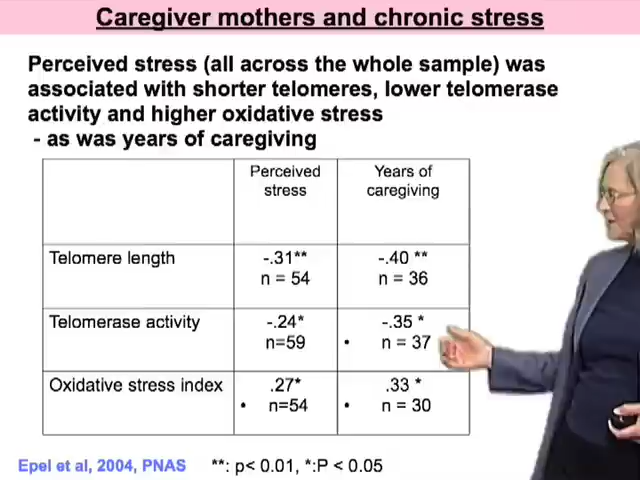 Caregiver mothers and chronic stress
Perceived stress (all across the whole sample) was
associated with shorter telomeres, lower telomerase
activity and higher oxidative stress
- as was years of caregiving
Perceived
stress
Years of
caregiving
Telomere length
-.31**
n = 54
-.40 **
n = 36
Telomerase activity
-.24*
n=59
-.35 *
• n = 37
Oxidative stress index
.27*
• n=54
.33 *
• n = 30
Epel et al, 2004, PNAS **: p< 0.01, *:P < 0.05